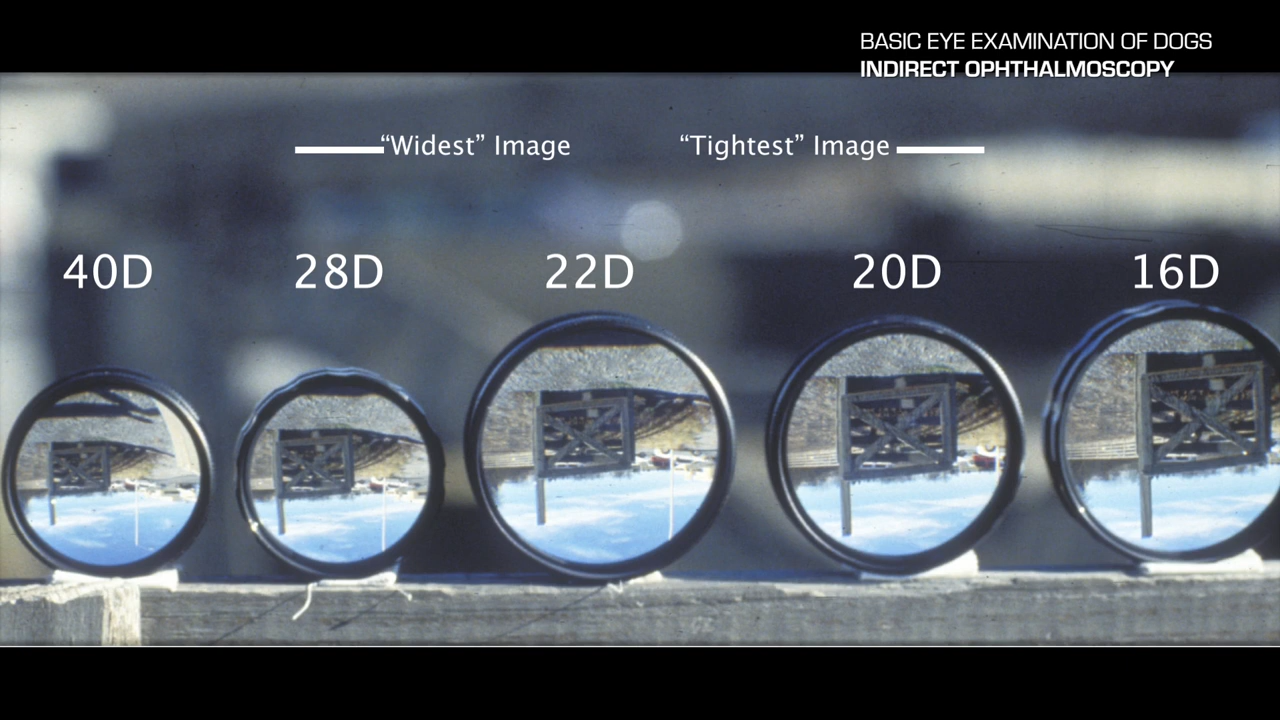 BASIC EYE EXAMINATION OF DOGS
INDIRECT OPHTHALMOSCOPY
“Widest” Image “Tightest” Image
40D 28D 22D 20D 16D